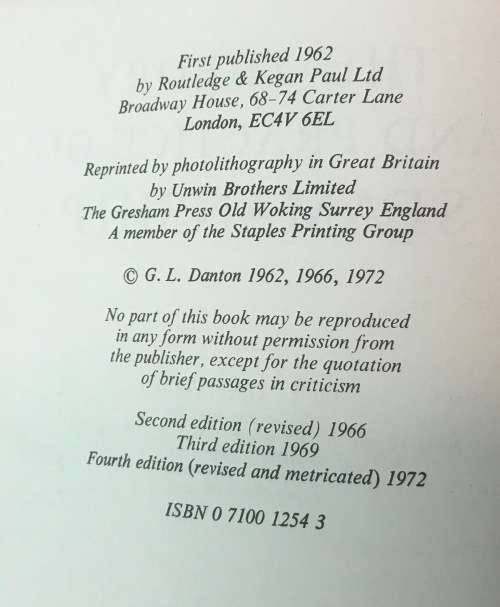 First published 1962
by Routledge & Kegan Paul Ltd
Broadway House, 68–74 Carter Lane
London, EC4V 6EL
Reprinted by photolithography in Great Britain
by Unwin Brothers Limited
The Gresham Press Old Woking Surrey England
A member of the Staples Printing Group
© G. L. Danton 1962, 1966, 1972
No part of this book may be reproduced
in any form without permission from
the publisher, except for the quotation
of brief passages in criticism
Second edition (revised) 1966
Third edition 1969
Fourth edition (revised and metricated) 1972
ISBN 0 7100 1254 3